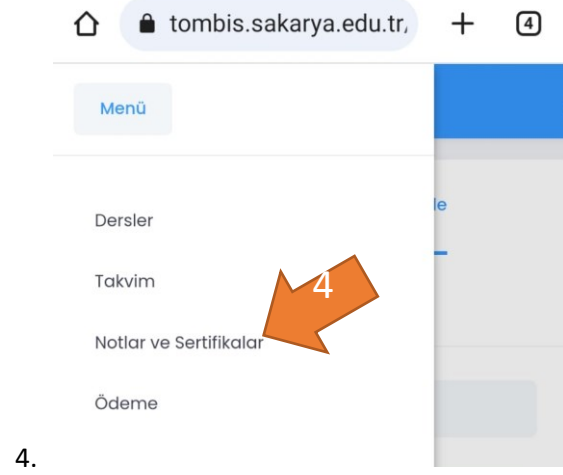 tombis.sakarya.edu.tr
4
Menü
le
Dersler
Takvim
4
Notlar ve Sertifikalar
Ödeme
4.